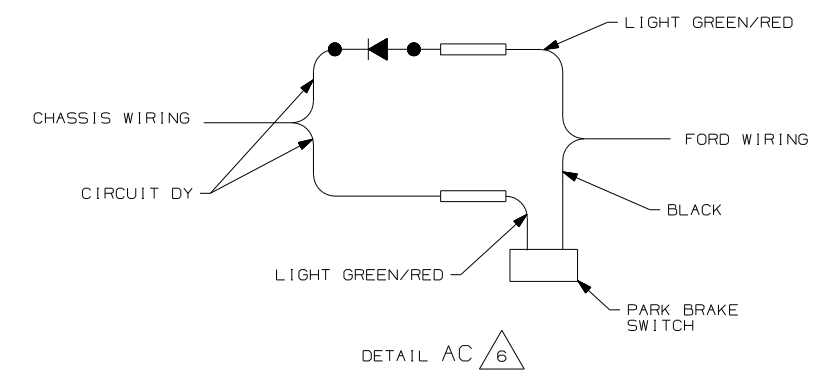 LIGHT GREEN/RED
CHASSIS WIRING
FORD WIRING
CIRCUIT DY
BLACK
LIGHT GREEN/RED
PARK BRAKE
SWITCH
DETAIL AC 6